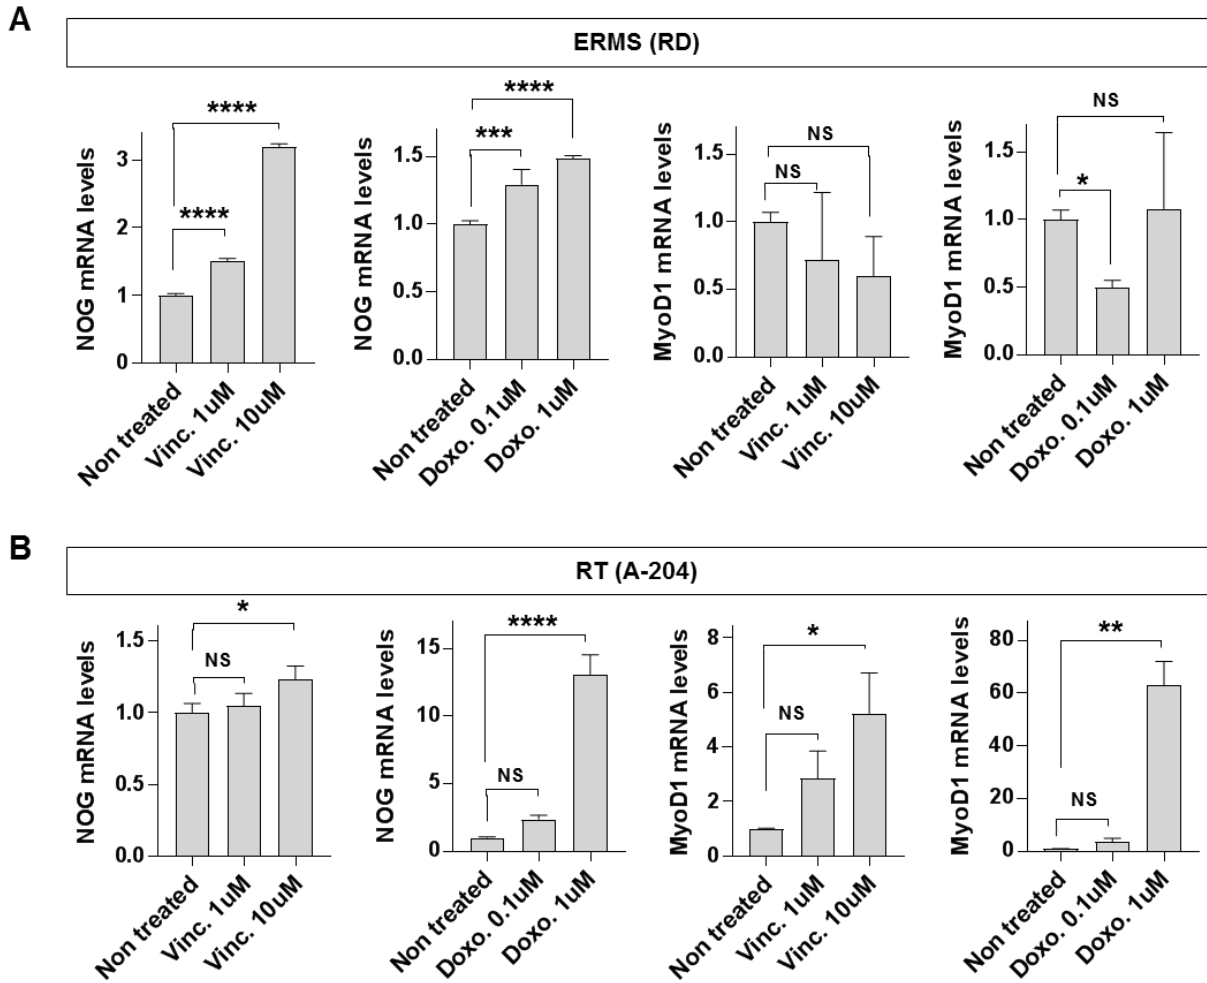 A
ERMS (RD)
NOG mRNA levels
3
2
1
0
****
****
Non treated
Vinc. 1uM
Vinc. 10uM
NOG mRNA levels
1.5
1.0
0.5
0.0
****
***
Non treated
Doxo. 0.1uM
Doxo. 1uM
MyoD1 mRNA levels
1.5
1.0
0.5
0.0
NS
NS
Non treated
Vinc. 1uM
Vinc. 10uM
MyoD1 mRNA levels
1.5
1.0
0.5
0.0
NS
*
Non treated
Doxo. 0.1uM
Doxo. 1uM
B
RT (A-204)
NOG mRNA levels
1.5
1.0
0.5
0.0
*
NS
Non treated
Vinc. 1uM
Vinc. 10uM
NOG mRNA levels
15
10
5
0
****
NS
Non treated
Doxo. 0.1uM
Doxo. 1uM
MyoD1 mRNA levels
8
6
4
2
0
*
NS
Non treated
Vinc. 1uM
Vinc. 10uM
MyoD1 mRNA levels
80
60
40
20
0
**
NS
Non treated
Doxo. 0.1uM
Doxo. 1uM